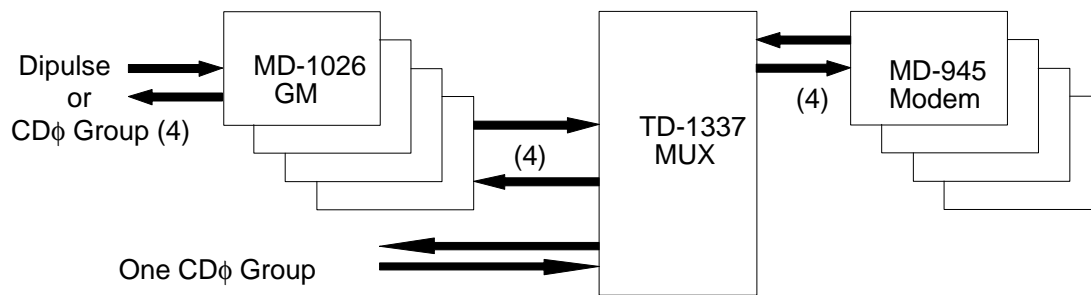 Dipulse
or
CDϕ Group (4)
MD-1026
GM
(4)
TD-1337
MUX
(4)
MD-945
Modem
One CDϕ Group